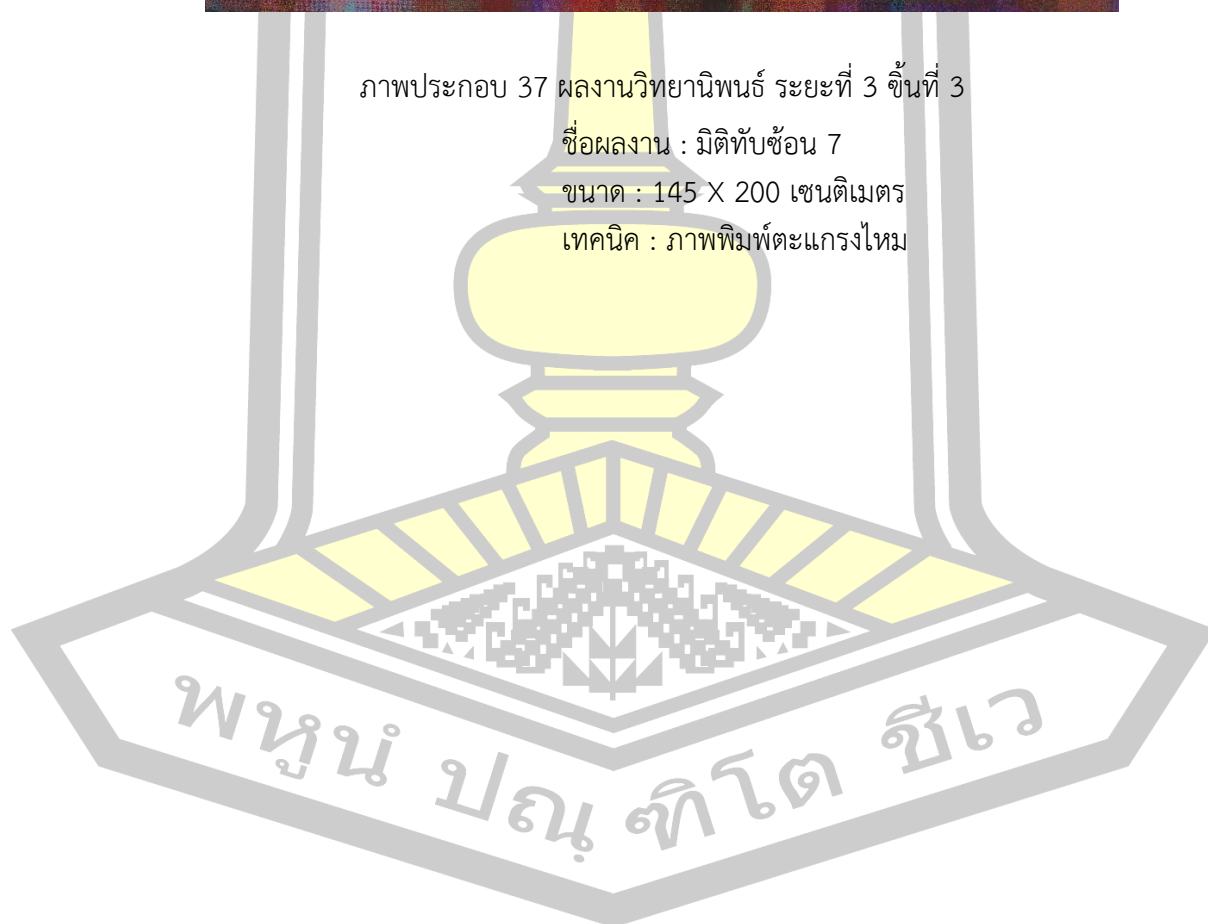 ภาพประกอบ 37 ผลงานวิทยานิพนธ์ ระยะที่ 3 ชิ้นที่ 3
ชื่อผลงาน : มิติทับซ้อน 7
ขนาด : 145 X 200 เซนติเมตร
เทคนิค : ภาพพิมพ์ตะแกรงไหม
พหูนํ ปณฺฑิโต ชีเว